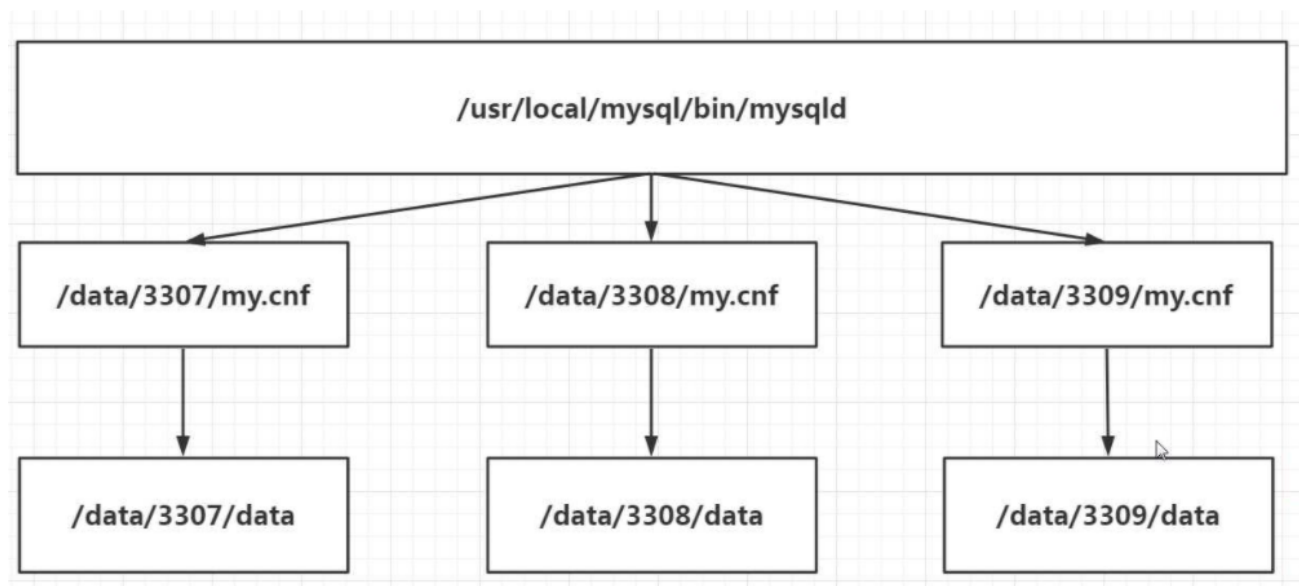 /usr/local/mysql/bin/mysqld
/data/3307/my.cnf
/data/3308/my.cnf
/data/3309/my.cnf
/data/3307/data
/data/3308/data
/data/3309/data